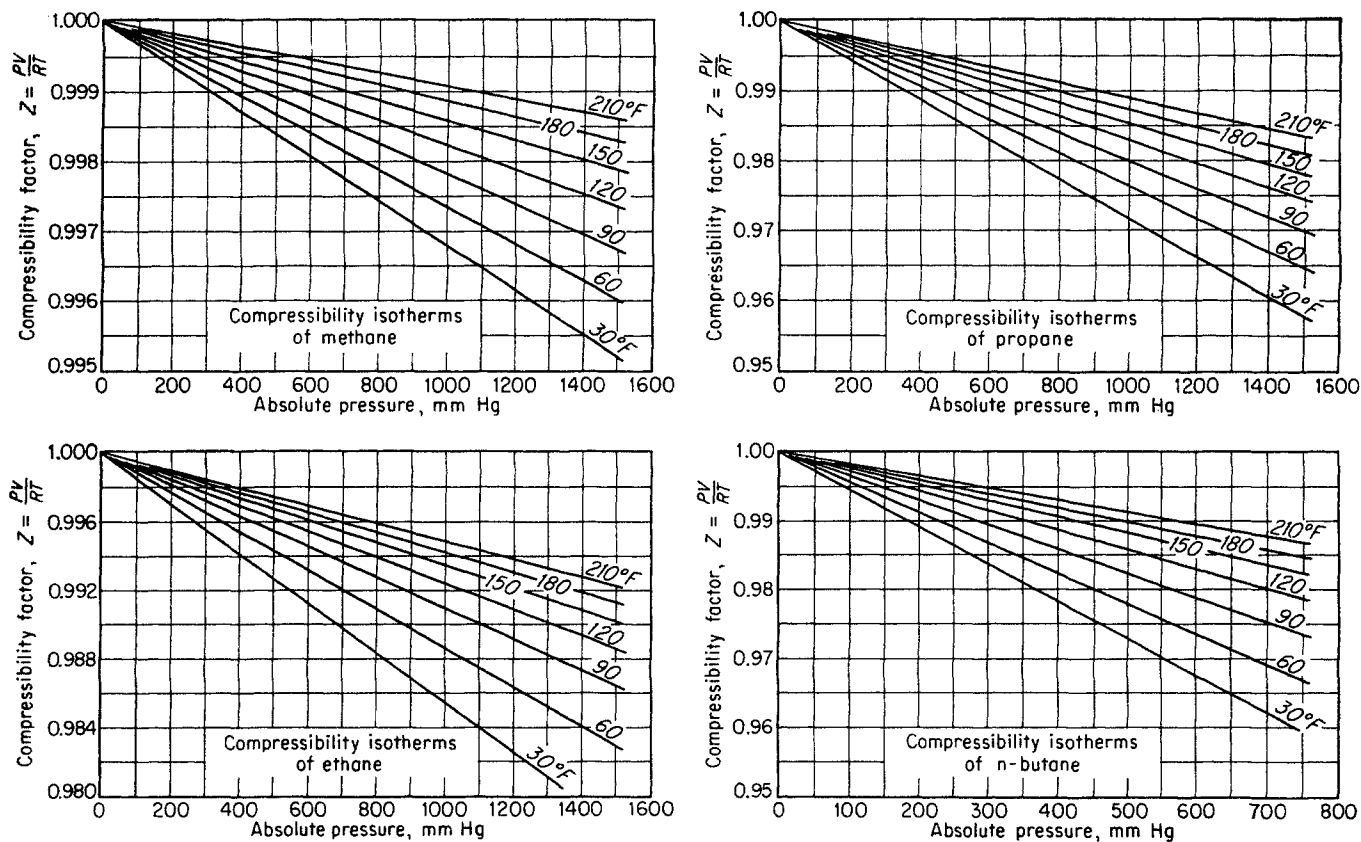 1.000
0.999
0.998
0.997
0.996
0.995
Compressibility factor, Z = PV/RT
210°F
180
150
120
90
60
30°F
Compressibility isotherms
of methane
0 200 400 600 800 1000 1200 1400 1600
Absolute pressure, mm Hg
1.00
0.99
0.98
0.97
0.96
0.95
Compressibility factor, Z = PV/RT
210°F
180
150
120
90
60
30°F
Compressibility isotherms
of propane
0 200 400 600 800 1000 1200 1400 1600
Absolute pressure, mm Hg
1.000
0.996
0.992
0.988
0.984
0.980
Compressibility factor, Z = PV/RT
210°F
150 180
120
90
60
30°F
Compressibility isotherms
of ethane
0 200 400 600 800 1000 1200 1400 1600
Absolute pressure, mm Hg
1.00
0.99
0.98
0.97
0.96
0.95
Compressibility factor, Z = PV/RT
210°F
150 180
120
90
60
30°F
Compressibility isotherms
of n-butane
0 100 200 300 400 500 600 700 800
Absolute pressure, mm Hg